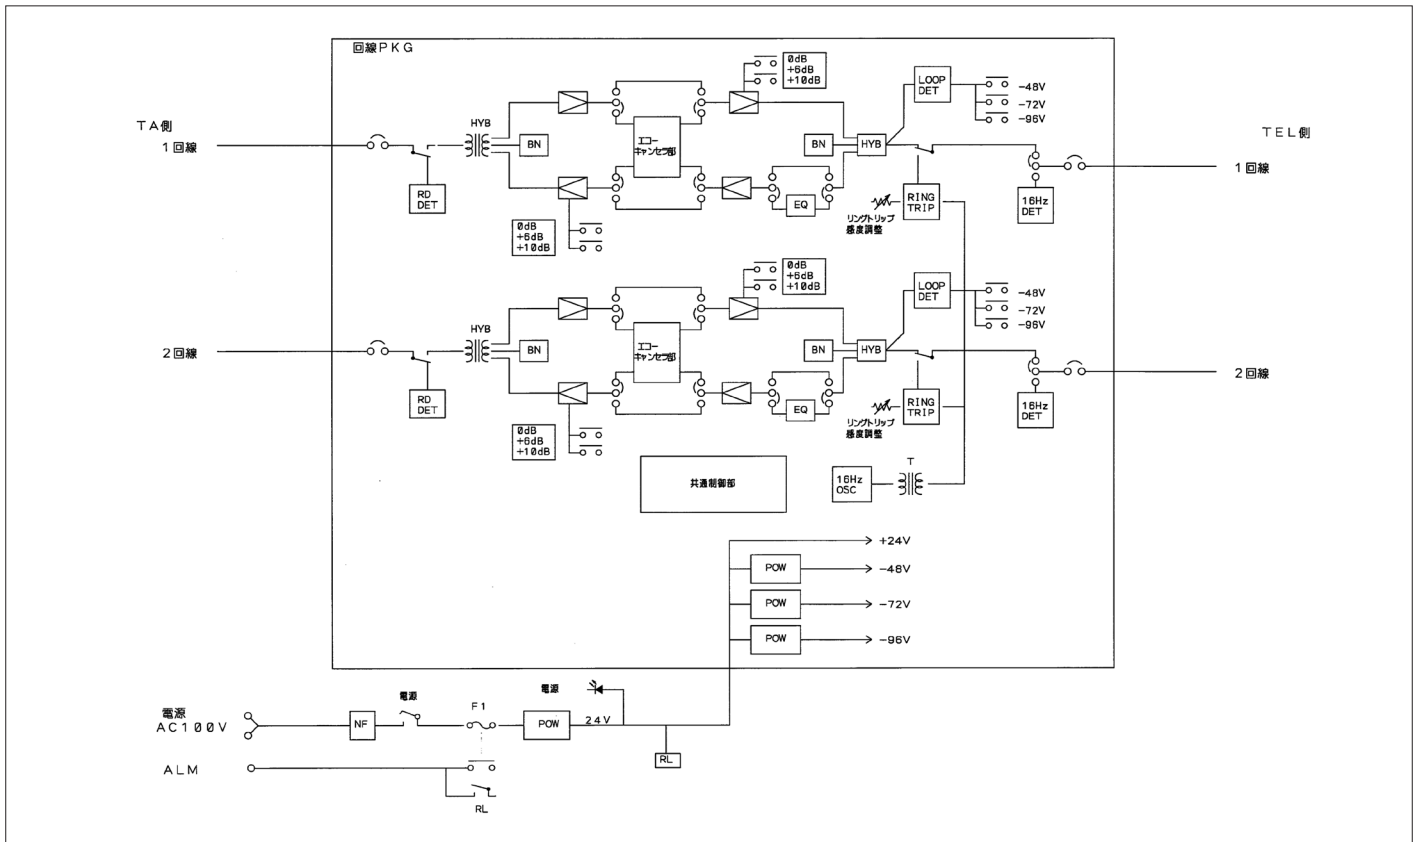 回線PKG
TA側
1回線
RD
DET
HYB
BN
0dB
+6dB
+10dB
エコー
キャンセラ部
0dB
+6dB
+10dB
BN
HYB
EQ
LOOP
DET
-48V
-72V
-96V
リングトリップ
感度調整
RING
TRIP
16Hz
DET
TEL側
1回線
2回線
RD
DET
HYB
BN
0dB
+6dB
+10dB
エコー
キャンセラ部
0dB
+6dB
+10dB
BN
HYB
EQ
LOOP
DET
-48V
-72V
-96V
リングトリップ
感度調整
RING
TRIP
16Hz
DET
2回線
共通制御部
16Hz
OSC
T
+24V
POW
-48V
POW
-72V
POW
-96V
電源
AC100V
NF
電源
F1
POW
電源
24V
RL
ALM
RL